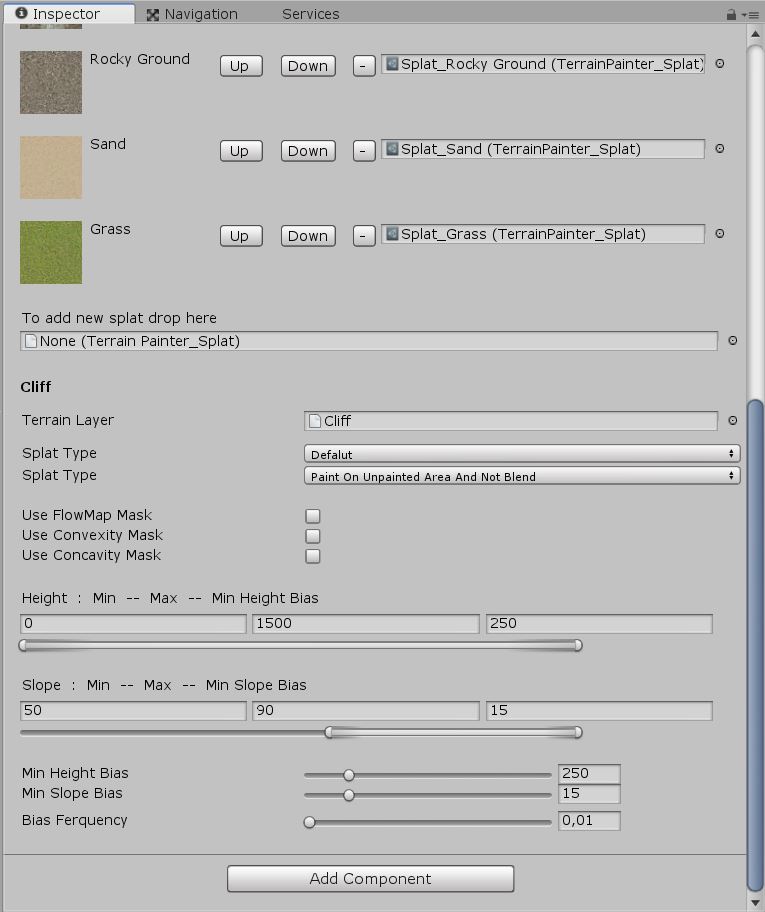 Inspector Navigation Services
Rocky Ground Up Down - Splat_Rocky Ground (TerrainPainter_Splat)
Sand Up Down - Splat_Sand (TerrainPainter_Splat)
Grass Up Down - Splat_Grass (TerrainPainter_Splat)
To add new splat drop here
None (Terrain Painter_Splat)
Cliff
Terrain Layer Cliff
Splat Type Defalut
Splat Type Paint On Unpainted Area And Not Blend
Use FlowMap Mask
Use Convexity Mask
Use Concavity Mask
Height : Min -- Max -- Min Height Bias
0 1500 250
Slope : Min -- Max -- Min Slope Bias
50 90 15
Min Height Bias 250
Min Slope Bias 15
Bias Ferquency 0,01
Add Component